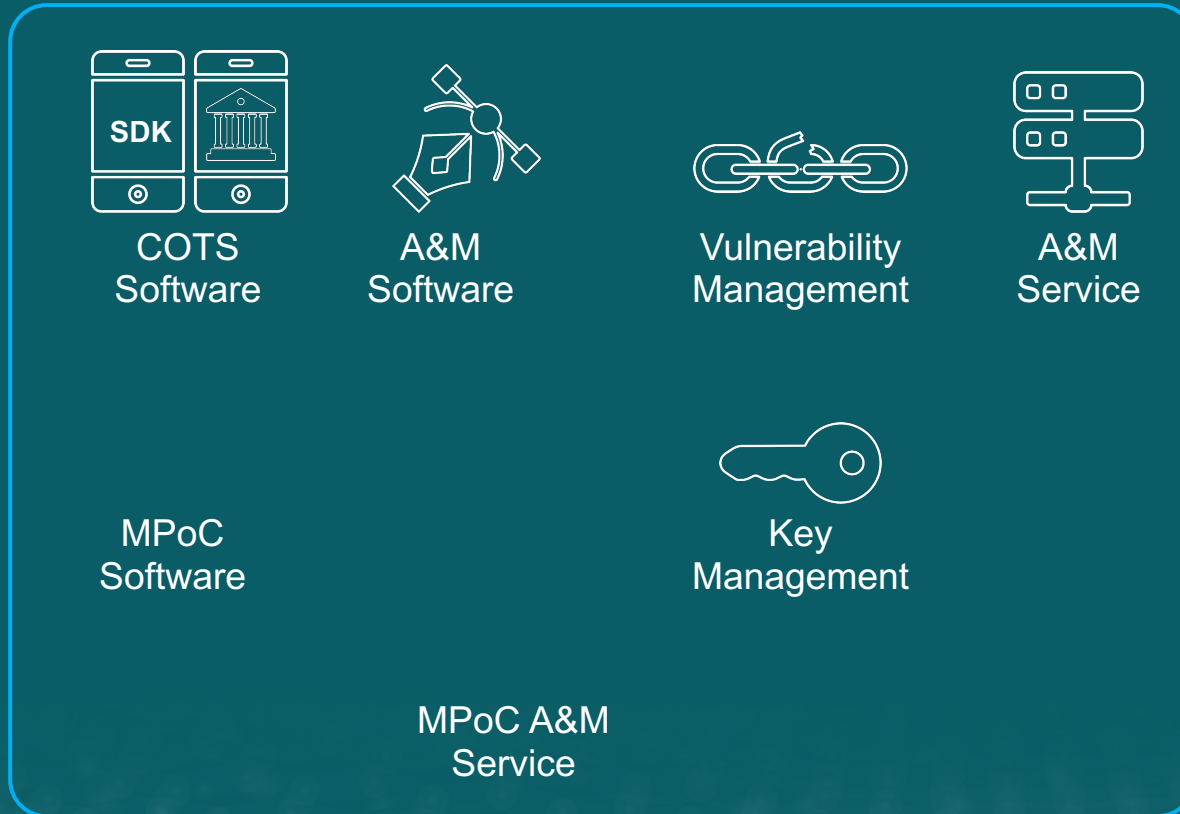 SDK
COTS
Software
A&M
Software
Vulnerability
Management
A&M
Service
MPoC
Software
Key
Management
MPoC A&M
Service